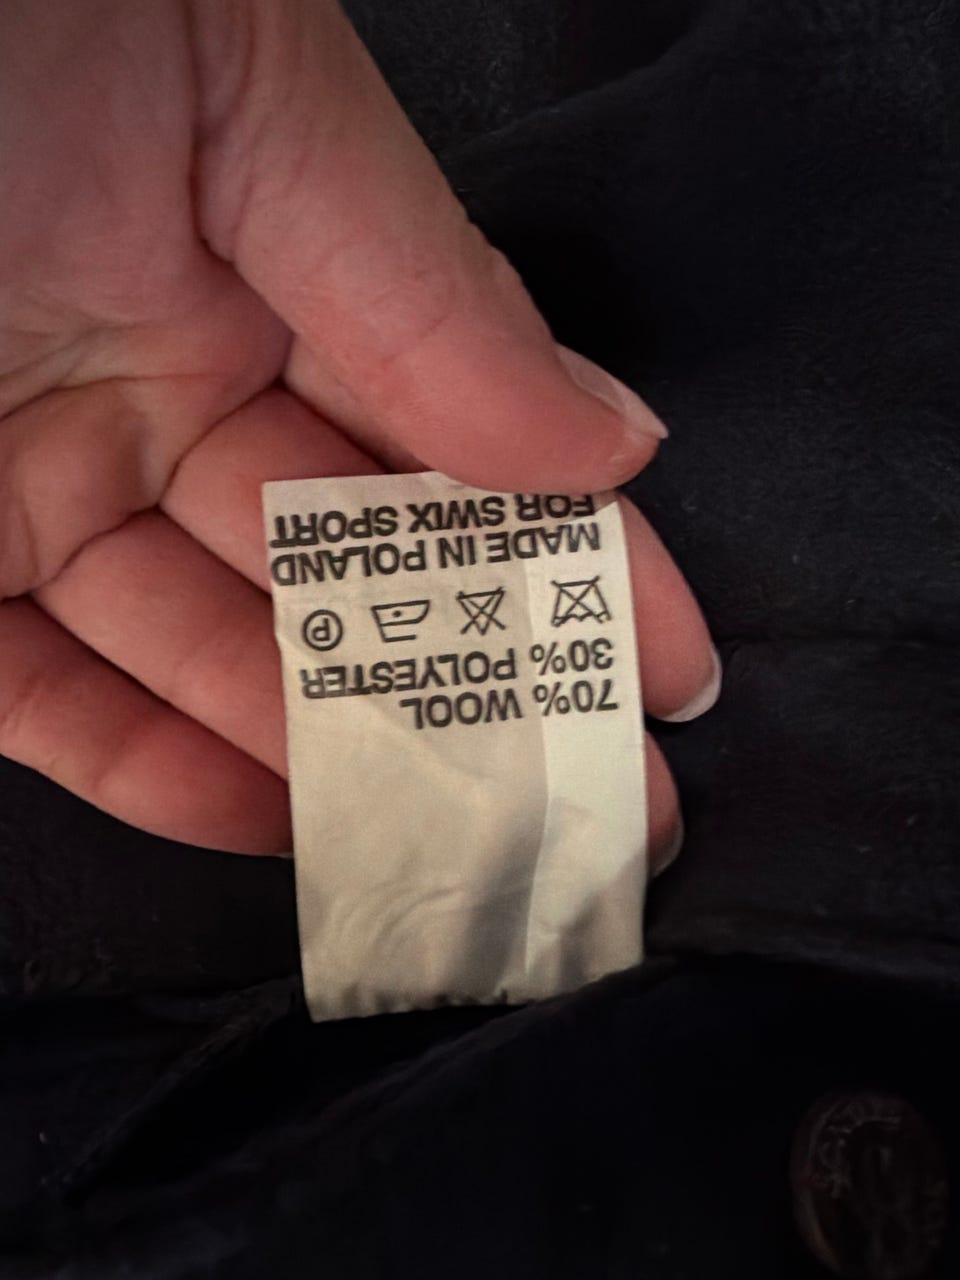 70% WOOL
30% POLYESTER
P
MADE IN POLAND
FOR SWIX SPORT